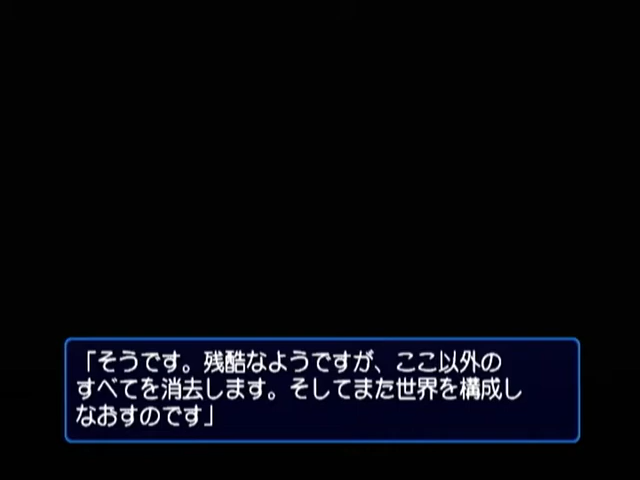 「そうです。残酷なようですが、ここ以外の
すべてを消去します。そしてまた世界を構成し
なおすのです」